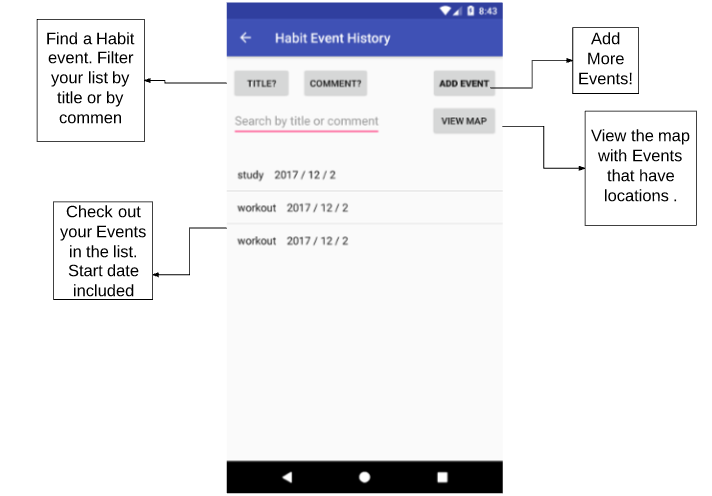 Find a Habit
event. Filter
your list by
title or by
commen
Check out
your Events
in the list.
Start date
included
8:43
Habit Event History
TITLE? COMMENT? ADD EVENT
Search by title or comment VIEW MAP
study 2017 / 12 / 2
workout 2017 / 12 / 2
workout 2017 / 12 / 2
Add
More
Events!
View the map
with Events
that have
locations .